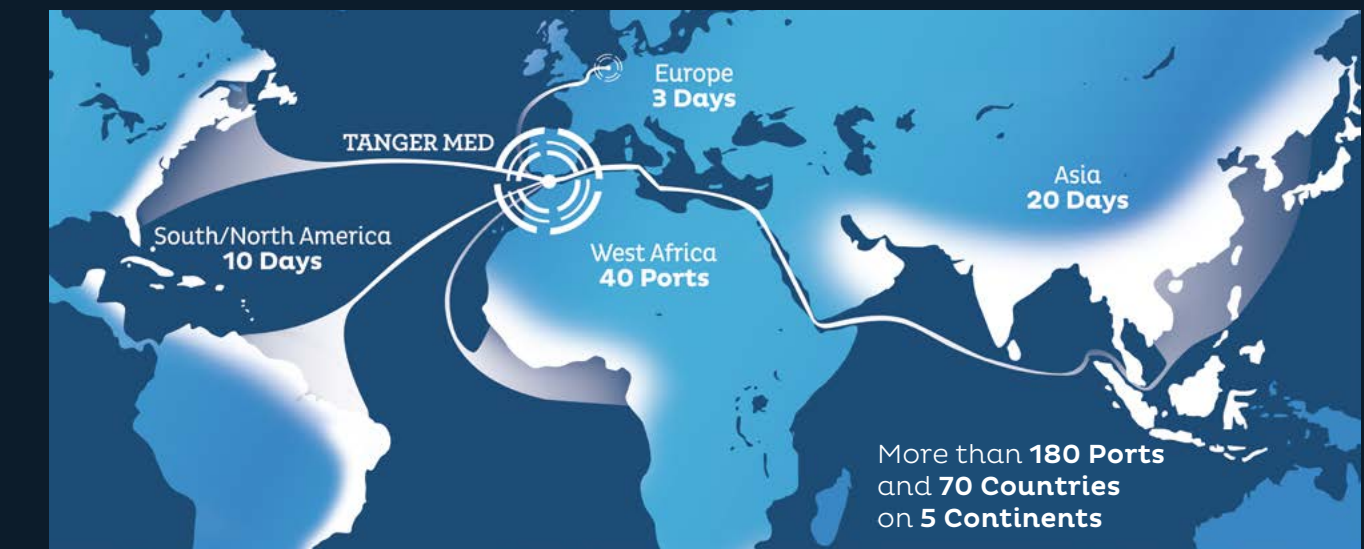 Europe
3 Days
TANGER MED
Asia
20 Days
South/North America
10 Days
West Africa
40 Ports
More than 180 Ports
and 70 Countries
on 5 Continents